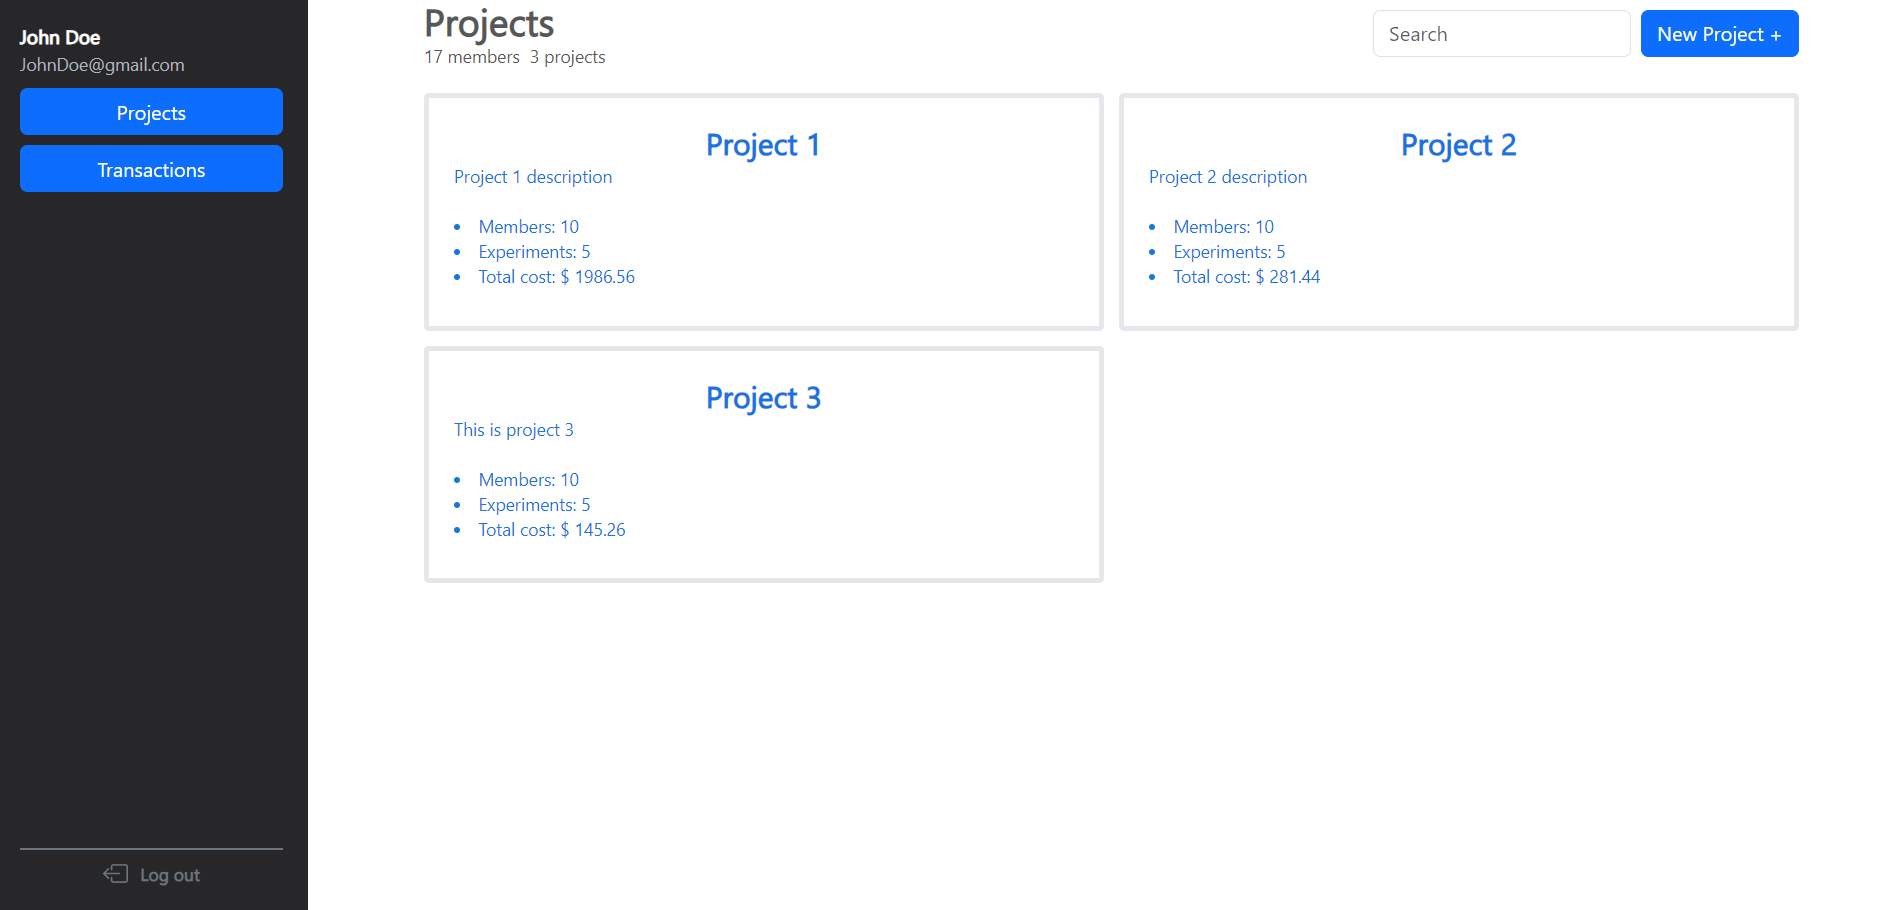 John Doe
JohnDoe@gmail.com
Projects
Transactions
Log out
Projects
17 members 3 projects
Search
New Project +
Project 1
Project 1 description
• Members: 10
• Experiments: 5
• Total cost: $ 1986.56
Project 2
Project 2 description
• Members: 10
• Experiments: 5
• Total cost: $ 281.44
Project 3
This is project 3
• Members: 10
• Experiments: 5
• Total cost: $ 145.26